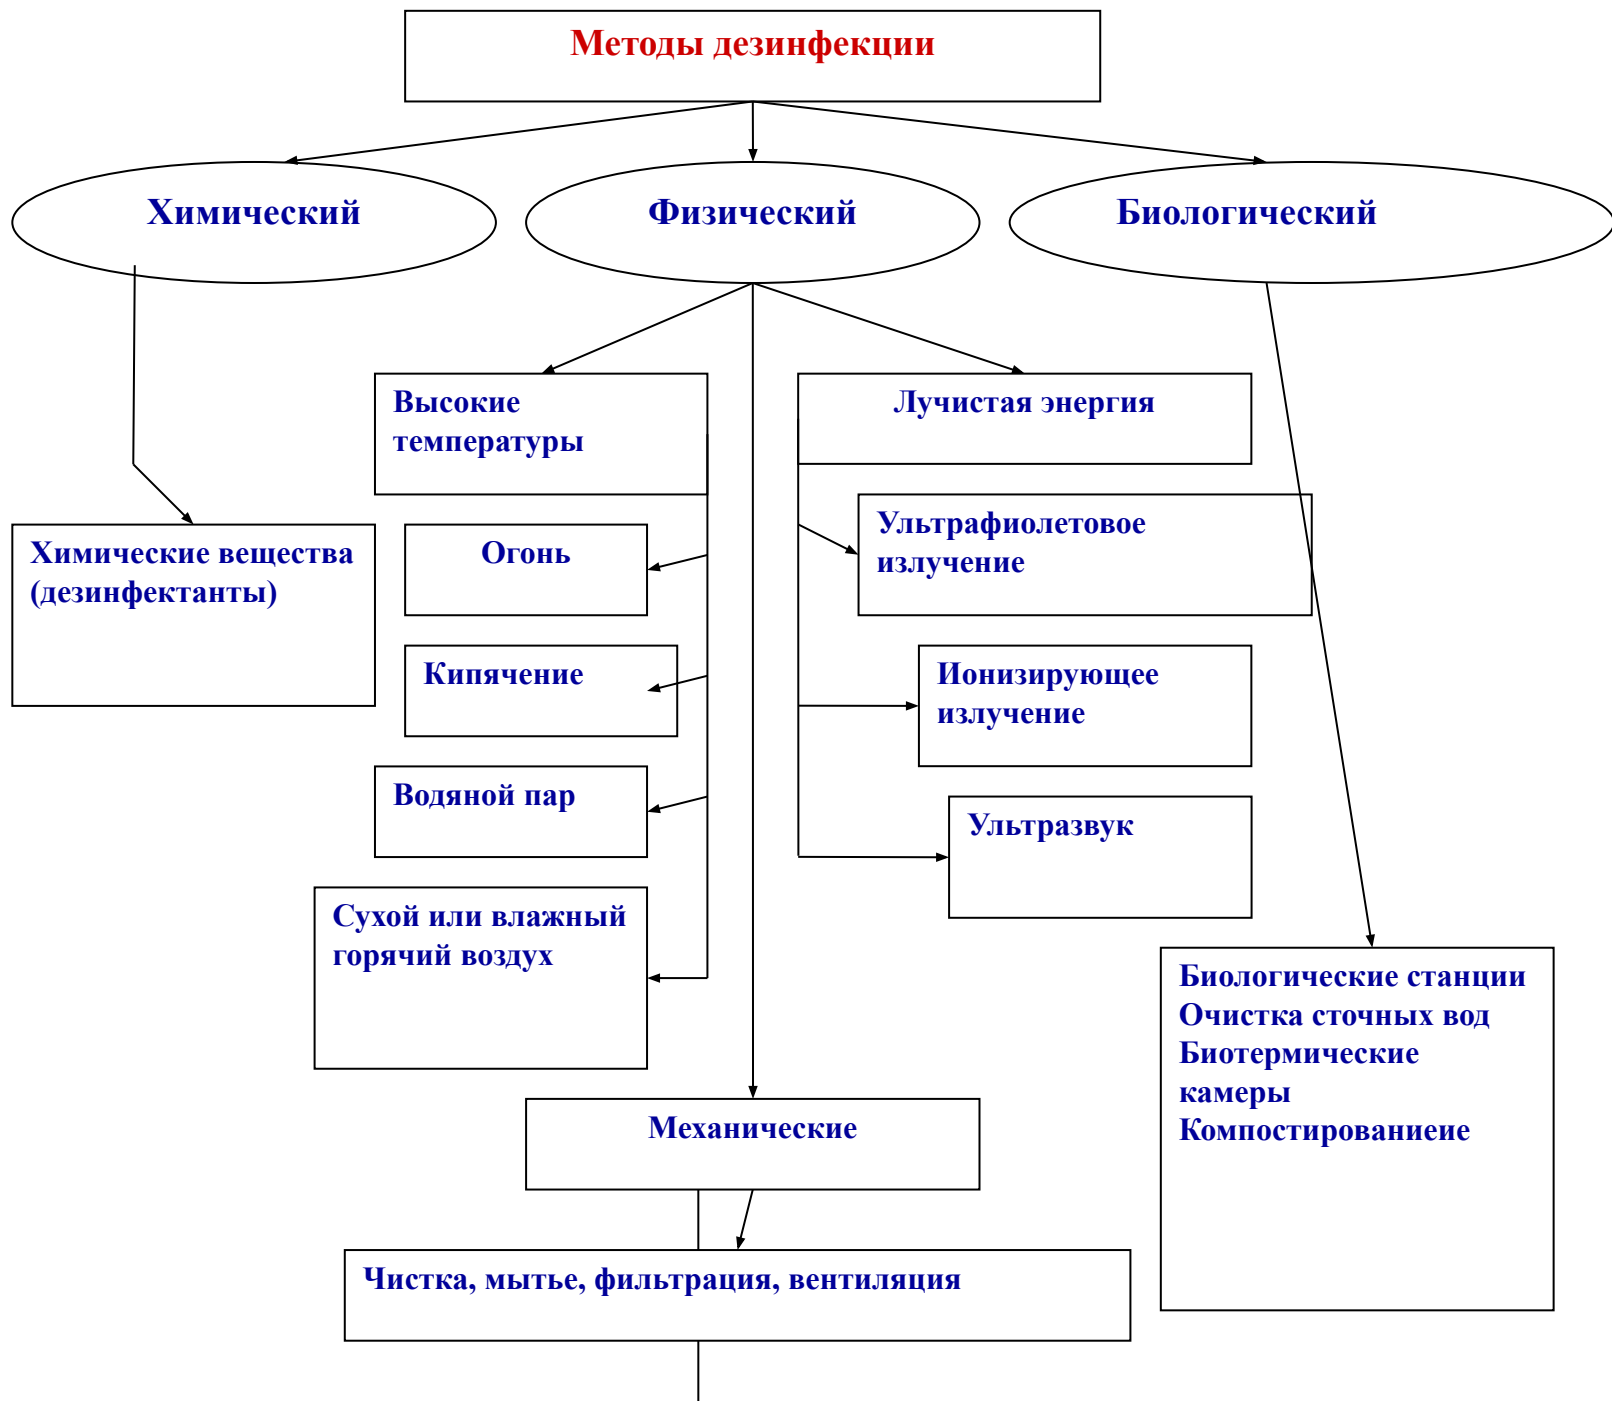 Методы дезинфекции
Химический
Физический
Биологический
Высокие
температуры
Лучистая энергия
Химические вещества
(дезинфектанты)
Огонь
Ультрафиолетовое
излучение
Кипячение
Ионизирующее
излучение
Водяной пар
Ультразвук
Сухой или влажный
горячий воздух
Биологические станции
Очистка сточных вод
Биотермические
камеры
Компостированиеие
Механические
Чистка, мытье, фильтрация, вентиляция